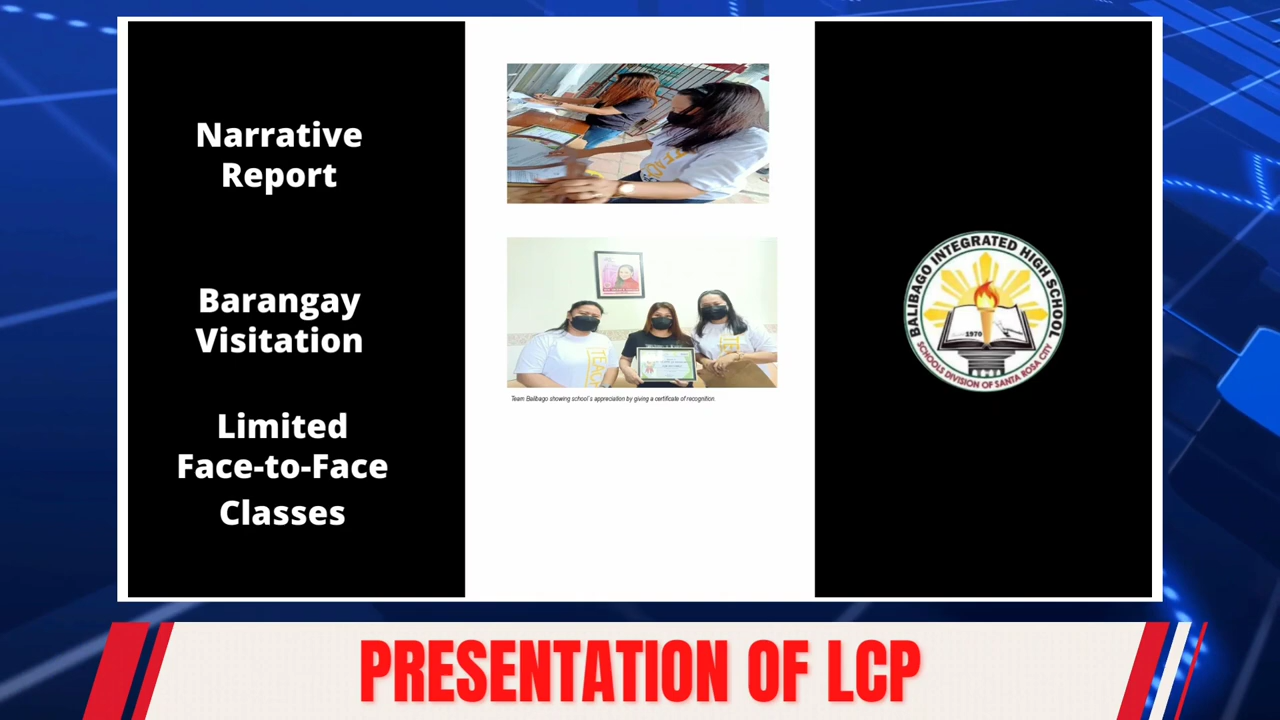 Narrative
Report
Barangay
Visitation
Limited
Face-to-Face
Classes
Team Balibago showing school's appreciation by giving a certificate of recognition.
BALIBAGO INTEGRATED HIGH SCHOOL
1970
SCHOOLS DIVISION OF SANTA ROSA CITY
PRESENTATION OF LCP